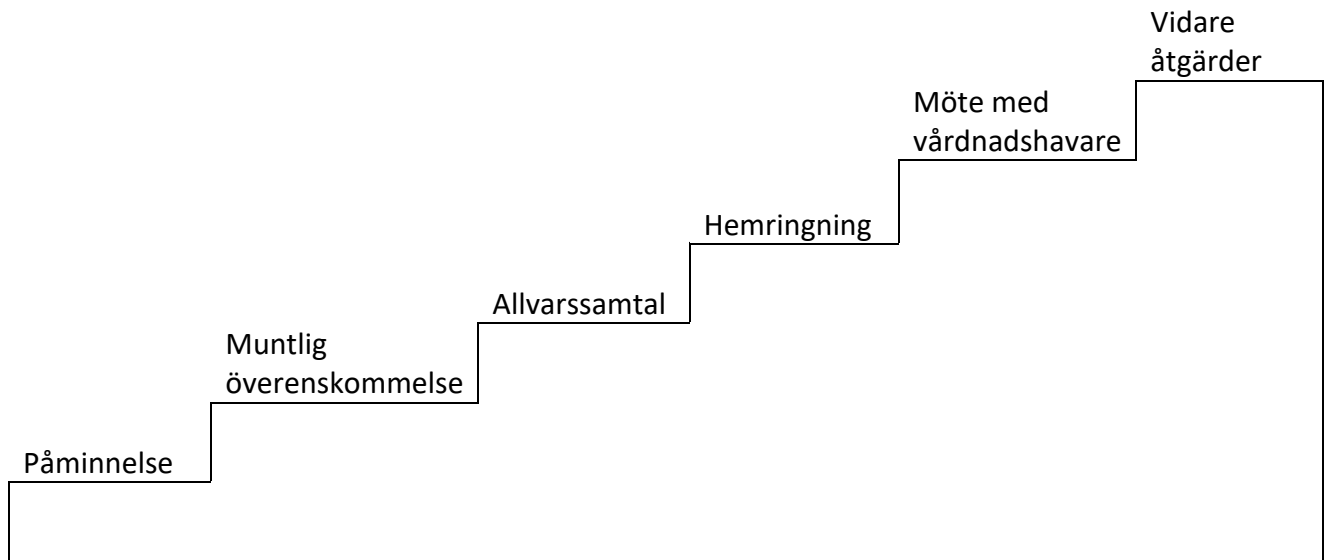 Vidare
åtgärder
Möte med
vårdnadshavare
Hemringning
Allvarssamtal
Muntlig
överenskommelse
Påminnelse